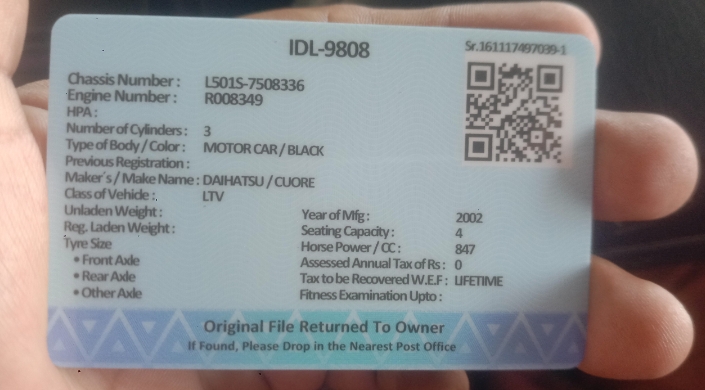 IDL-9808
Sr.161117497039-1
Chassis Number : L501S-7508336
Engine Number : R008349
HPA :
Number of Cylinders : 3
Type of Body / Color : MOTOR CAR / BLACK
Previous Registration :
Maker's / Make Name : DAIHATSU / CUORE
Class of Vehicle : LTV
Unladen Weight :
Reg. Laden Weight :
Tyre Size
• Front Axle
• Rear Axle
• Other Axle
Year of Mfg : 2002
Seating Capacity : 4
Horse Power / CC : 847
Assessed Annual Tax of Rs : 0
Tax to be Recovered W.E.F : LIFETIME
Fitness Examination Upto :
Original File Returned To Owner
If Found, Please Drop in the Nearest Post Office